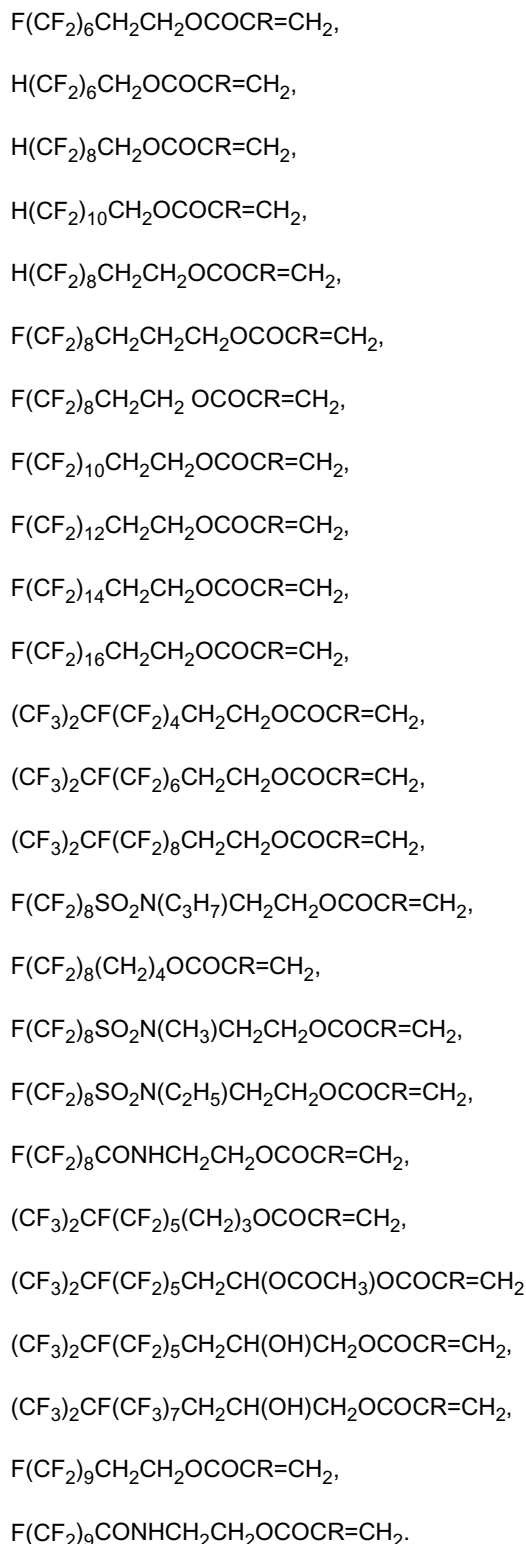 F(CF₂)₆CH₂CH₂OCOCR=CH₂,
H(CF₂)₆CH₂OCOCR=CH₂,
H(CF₂)₈CH₂OCOCR=CH₂,
H(CF₂)₁₀CH₂OCOCR=CH₂,
H(CF₂)₈CH₂CH₂OCOCR=CH₂,
F(CF₂)₈CH₂CH₂CH₂OCOCR=CH₂,
F(CF₂)₈CH₂CH₂ OCOCR=CH₂,
F(CF₂)₁₀CH₂CH₂OCOCR=CH₂,
F(CF₂)₁₂CH₂CH₂OCOCR=CH₂,
F(CF₂)₁₄CH₂CH₂OCOCR=CH₂,
F(CF₂)₁₆CH₂CH₂OCOCR=CH₂,
(CF₃)₂CF(CF₂)₄CH₂CH₂OCOCR=CH₂,
(CF₃)₂CF(CF₂)₆CH₂CH₂OCOCR=CH₂,
(CF₃)₂CF(CF₂)₈CH₂CH₂OCOCR=CH₂,
F(CF₂)₈SO₂N(C₃H₇)CH₂CH₂OCOCR=CH₂,
F(CF₂)₈(CH₂)₄OCOCR=CH₂,
F(CF₂)₈SO₂N(CH₃)CH₂CH₂OCOCR=CH₂,
F(CF₂)₈SO₂N(C₂H₅)CH₂CH₂OCOCR=CH₂,
F(CF₂)₈CONHCH₂CH₂OCOCR=CH₂,
(CF₃)₂CF(CF₂)₅(CH₂)₃OCOCR=CH₂,
(CF₃)₂CF(CF₂)₅CH₂CH(OCOCH₃)OCOCR=CH₂
(CF₃)₂CF(CF₂)₅CH₂CH(OH)CH₂OCOCR=CH₂,
(CF₃)₂CF(CF₃)₇CH₂CH(OH)CH₂OCOCR=CH₂,
F(CF₂)₉CH₂CH₂OCOCR=CH₂,
F(CF₂)₉CONHCH₂CH₂OCOCR=CH₂.